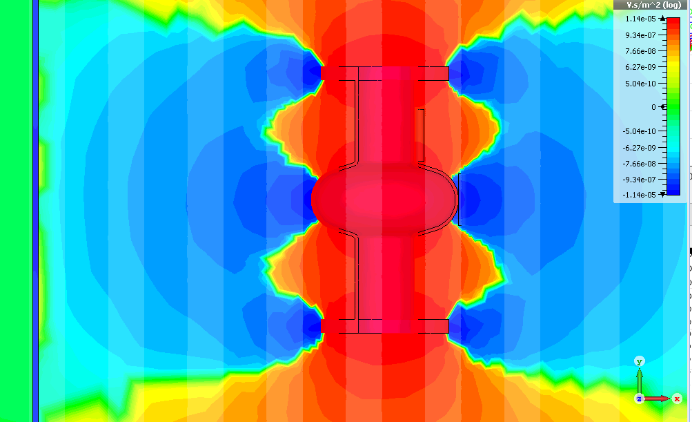 V.s/m^2 (log)
1.14e-05
9.34e-07
7.66e-08
6.27e-09
5.04e-10
0
-5.04e-10
-6.27e-09
-7.66e-08
-9.34e-07
-1.14e-05
y
z
x